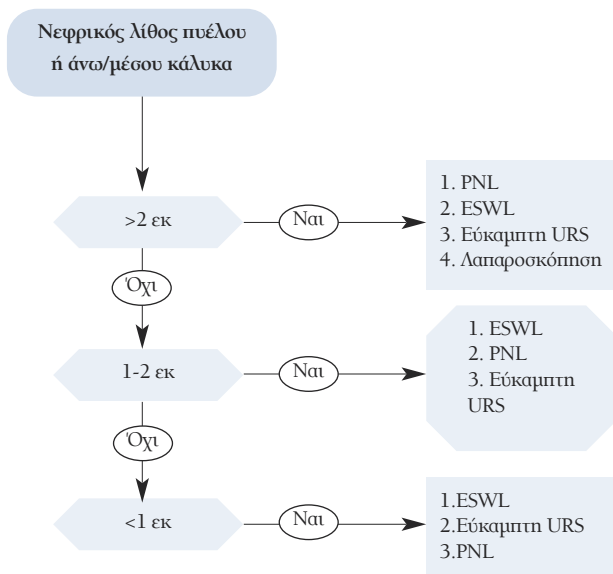 Νεφρικός λίθος πυέλου
ή άνω/μέσου κάλυκα
>2 εκ
Ναι
1. PNL
2. ESWL
3. Εύκαμπτη URS
4. Λαπαροσκόπηση
Όχι
1-2 εκ
Ναι
1. ESWL
2. PNL
3. Εύκαμπτη
URS
Όχι
<1 εκ
Ναι
1.ESWL
2.Εύκαμπτη URS
3.PNL